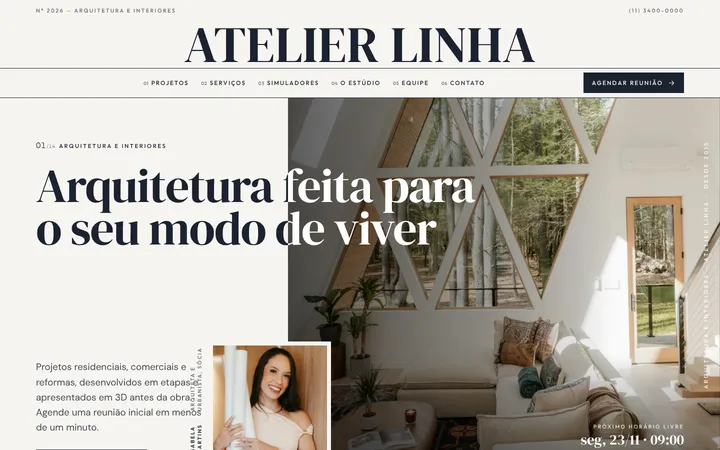 Nº 2026 — ARQUITETURA E INTERIORES
(11) 3400-0000
ATELIER LINHA
01 PROJETOS
02 SERVIÇOS
03 SIMULADORES
04 O ESTÚDIO
05 EQUIPE
06 CONTATO
AGENDAR REUNIÃO →
01/14 ARQUITETURA E INTERIORES
Arquitetura feita para
o seu modo de viver
Projetos residenciais, comerciais e
reformas, desenvolvidos em etapas
apresentados em 3D antes da obra
Agende uma reunião inicial em
de um minuto.
ARQUITETA E
URBANISTA, SÓCIA
ARQUITETURA E INTERIORES ATELIER LINHA DESDE 2015
PRÓXIMO HORÁRIO LIVRE
seg, 23/11 · 09:00